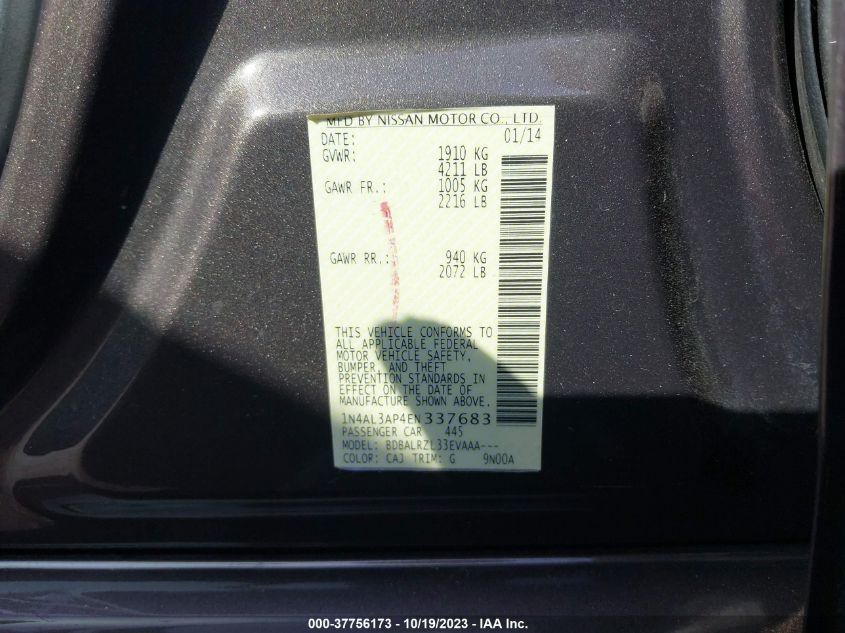 MFD BY NISSAN MOTOR CO., LTD.
DATE: 01/14
GVWR: 1910 KG
4211 LB
GAWR FR.: 1005 KG
2216 LB
GAWR RR.: 940 KG
2072 LB
THIS VEHICLE CONFORMS TO
ALL APPLICABLE FEDERAL
MOTOR VEHICLE SAFETY,
BUMPER, AND THEFT
PREVENTION STANDARDS IN
EFFECT ON THE DATE OF
MANUFACTURE SHOWN ABOVE.
1N4AL3AP4EN337683
PASSENGER CAR 445
MODEL: BDBALRZL33EVAAA---
COLOR: CAJ TRIM: G 9N00A
000-37756173 - 10/19/2023 - IAA Inc.